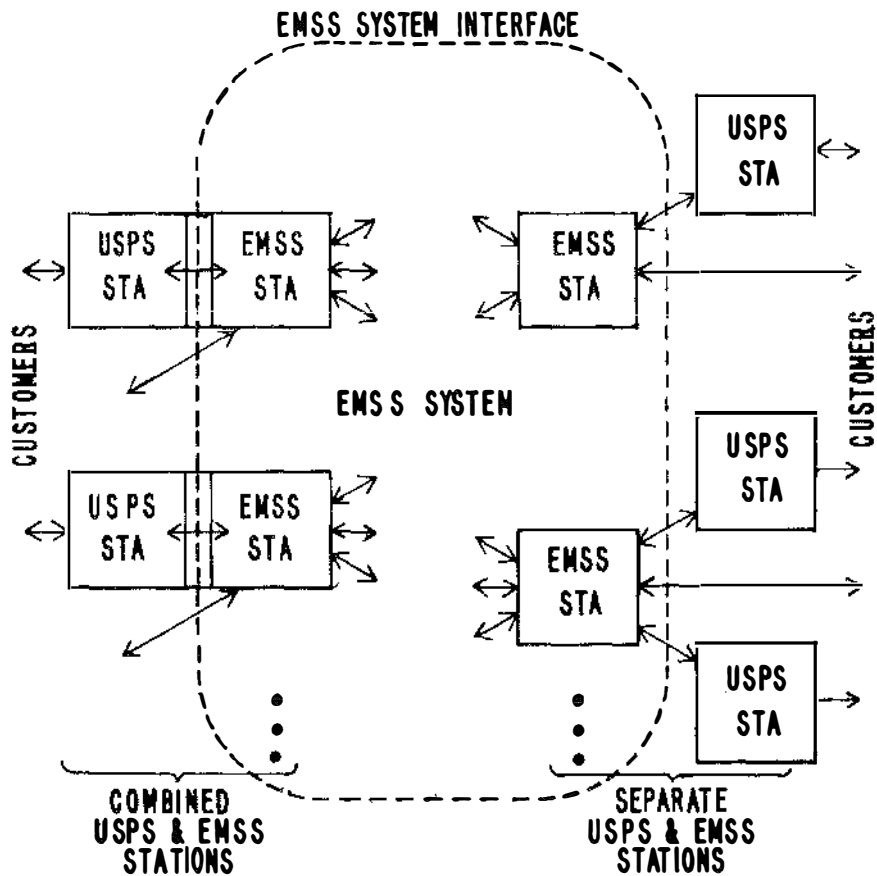 EMSS SYSTEM INTERFACE
USPS
STA
USPS
STA
EMSS
STA
EMSS
STA
CUSTOMERS
CUSTOMERS
EMSS SYSTEM
USPS
STA
USPS
STA
EMSS
STA
EMSS
STA
USPS
STA
COMBINED
USPS & EMSS
STATIONS
SEPARATE
USPS & EMSS
STATIONS